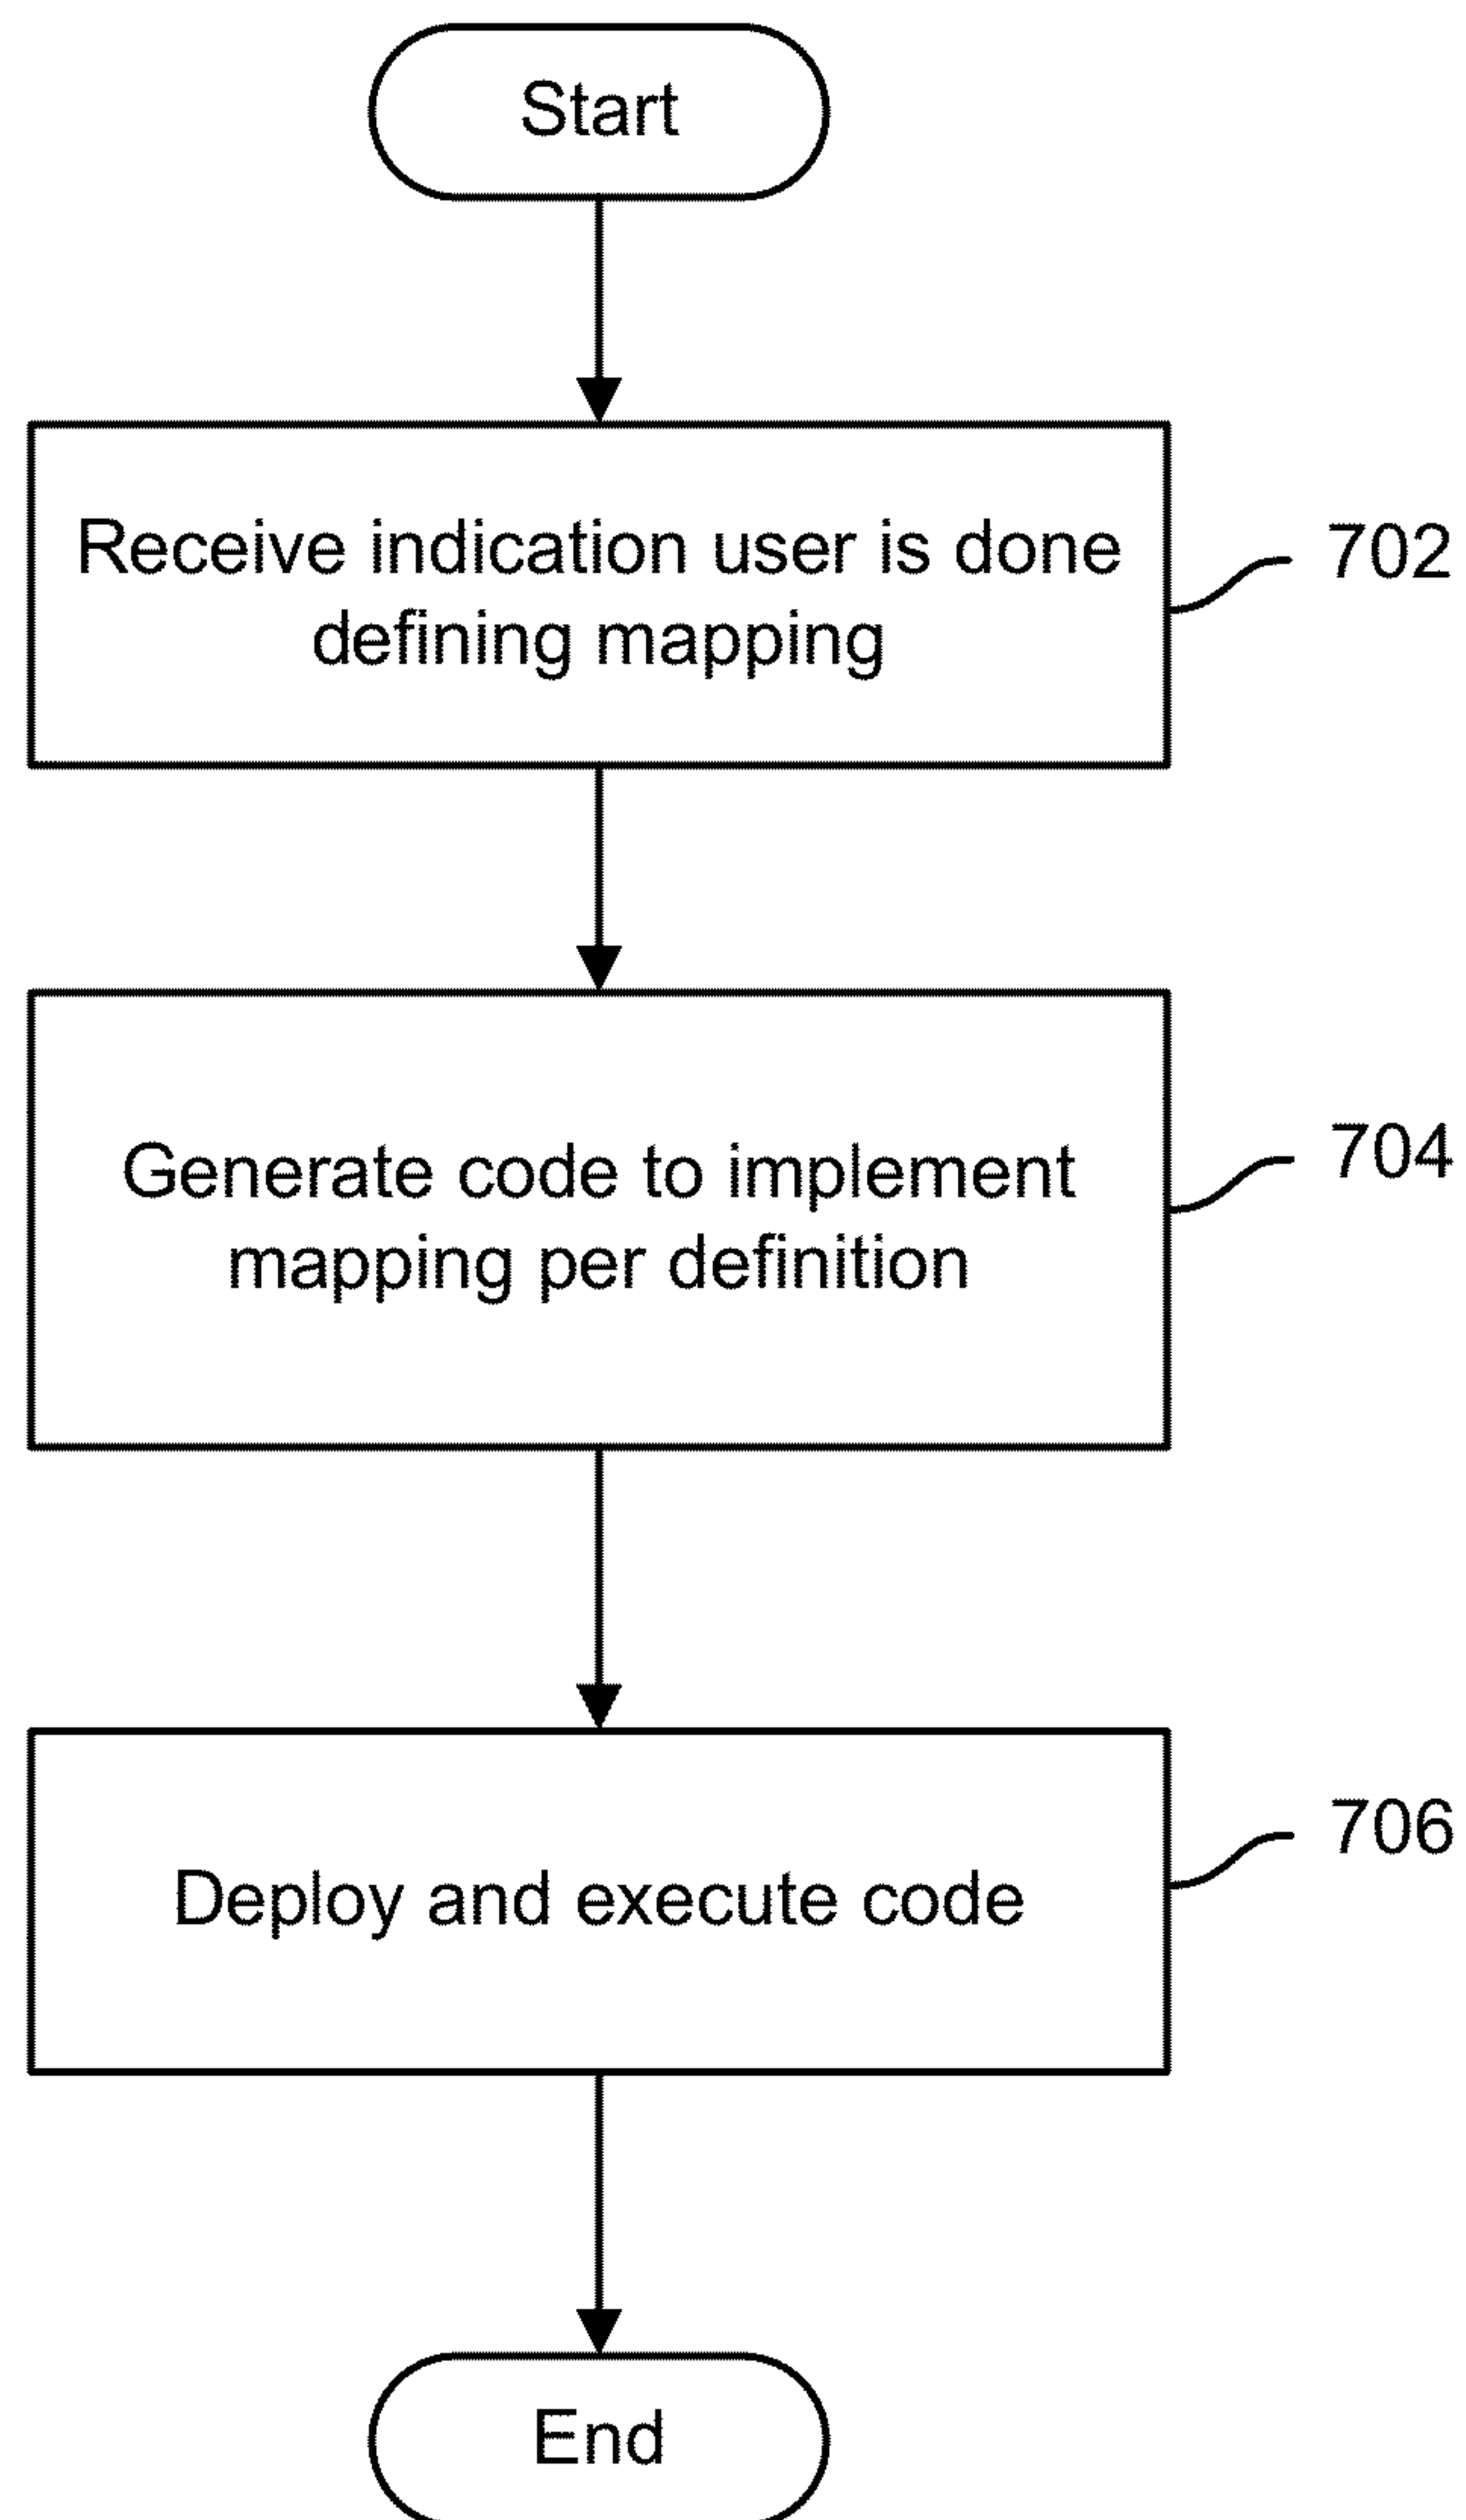 Start
Receive indication user is done
defining mapping
702
Generate code to implement
mapping per definition
704
Deploy and execute code
706
End